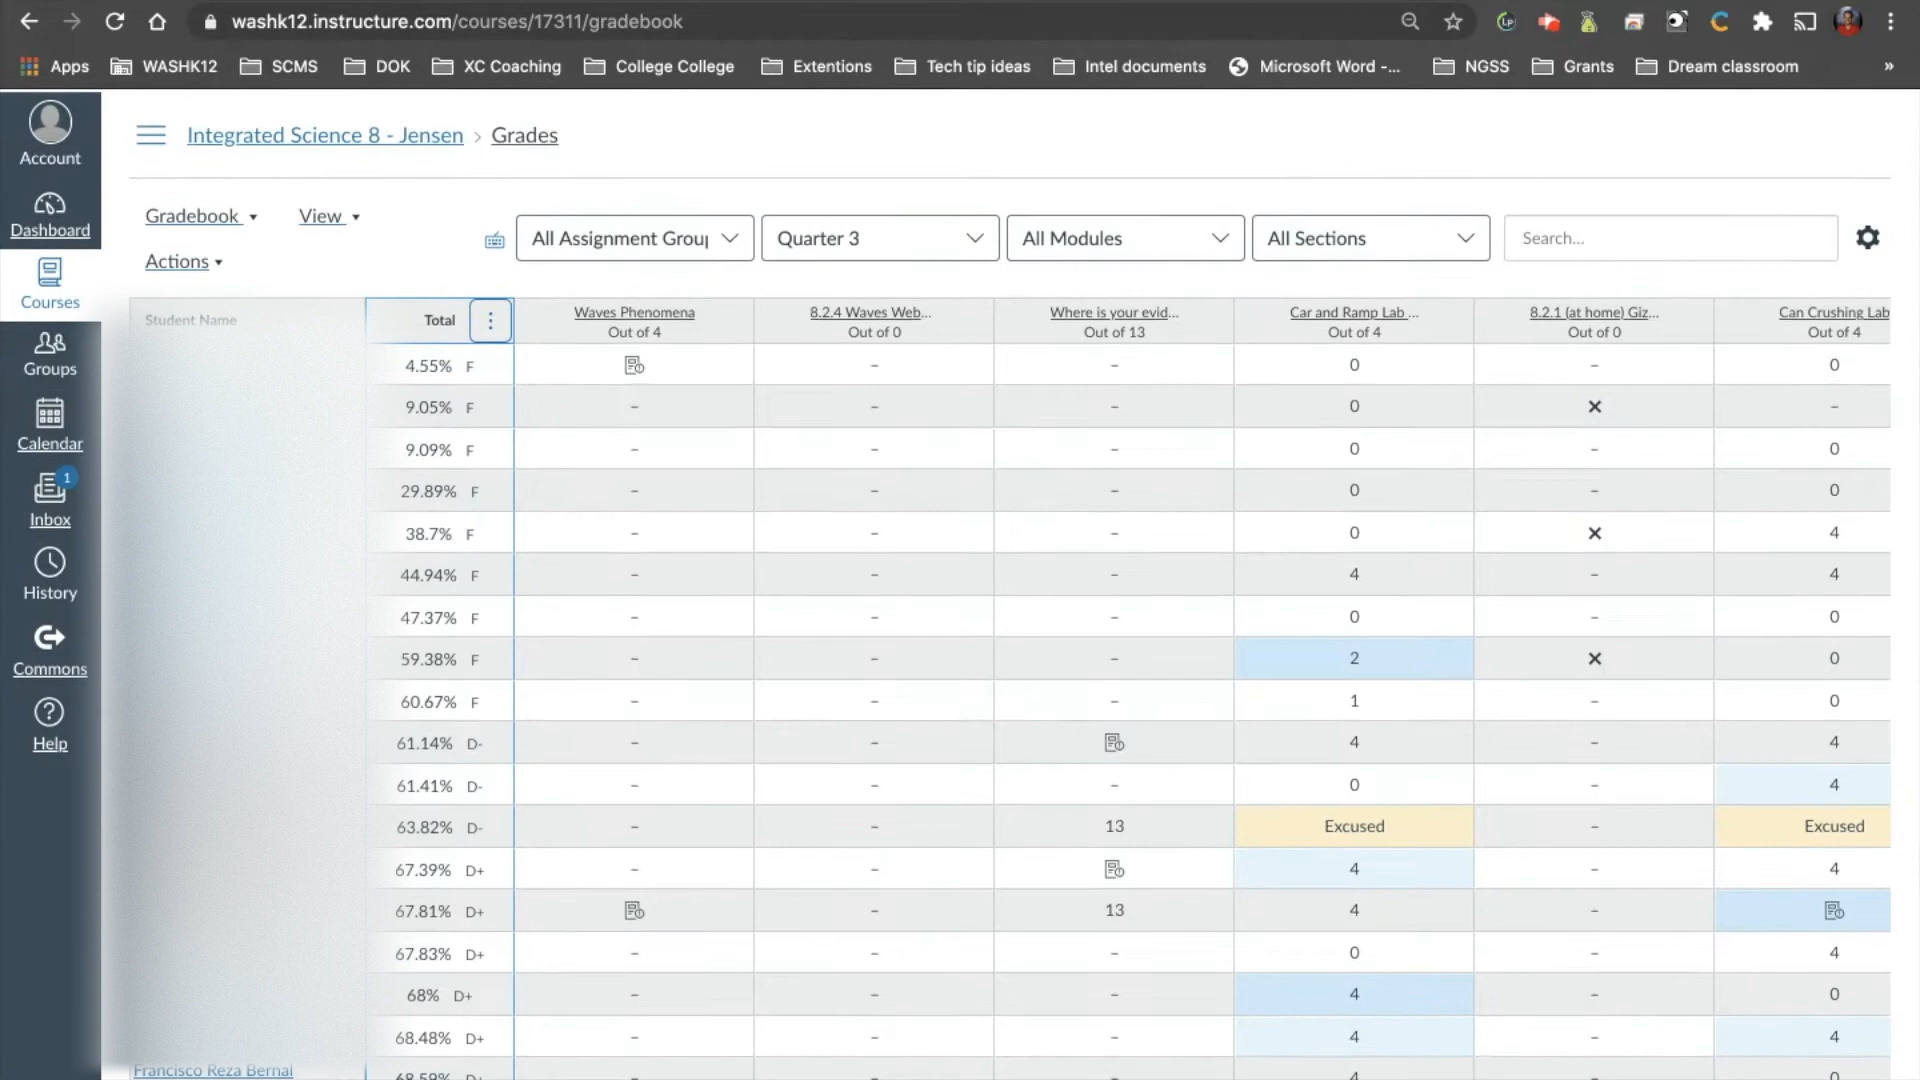 washk12.instructure.com/courses/17311/gradebook
Apps WASHK12 SCMS DOK XC Coaching College College Extentions Tech tip ideas Intel documents Microsoft Word -... NGSS Grants Dream classroom »
Account
Dashboard
Courses
Groups
Calendar
1
Inbox
History
Commons
Help
Integrated Science 8 - Jensen > Grades
Gradebook View
Actions
All Assignment Group
Quarter 3
All Modules
All Sections
Search...
Student Name Total Waves Phenomena 8.2.4 Waves Web... Where is your evid... Car and Ramp Lab ... 8.2.1 (at home) Giz... Can Crushing Lab
Out of 4 Out of 0 Out of 13 Out of 4 Out of 0 Out of 4
4.55% F – – 0 – 0
9.05% F – – – 0 × –
9.09% F – – – 0 – 0
29.89% F – – – 0 – 0
38.7% F – – – 0 × 4
44.94% F – – – 4 – 4
47.37% F – – – 0 – 0
59.38% F – – – 2 × 0
60.67% F – – – 1 – 0
61.14% D- – – 4 – 4
61.41% D- – – – 0 – 4
63.82% D- – – 13 Excused – Excused
67.39% D+ – – 4 – 4
67.81% D+ – 13 4 –
67.83% D+ – – – 0 – 4
68% D+ – – – 4 – 0
68.48% D+ – – – 4 – 4
Francisco Reza Bernal 68.59% D+ 4 0